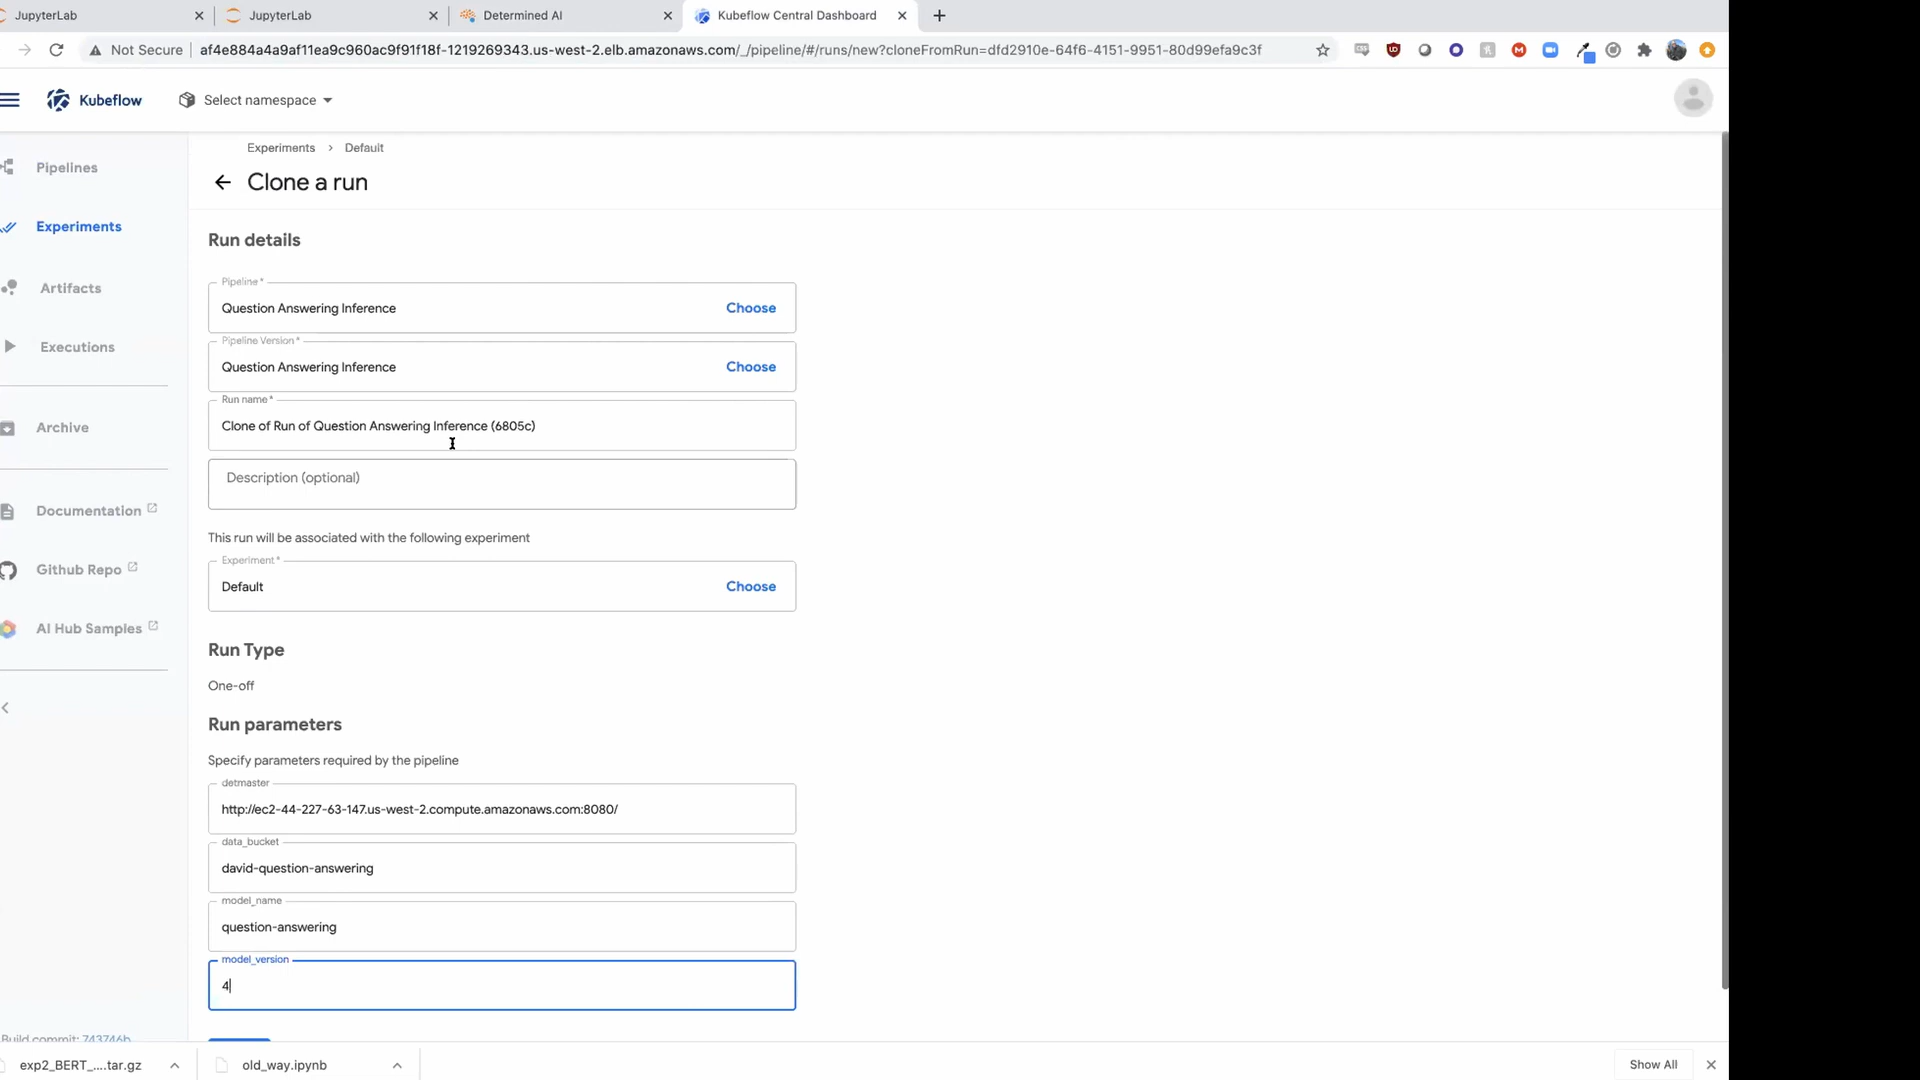 JupyterLab
JupyterLab
Determined AI
Kubeflow Central Dashboard
Not Secure
af4e884a4a9af11ea9c960ac9f91f18f-1219269343.us-west-2.elb.amazonaws.com/_/pipeline/#/runs/new?cloneFromRun=dfd2910e-64f6-4151-9951-80d99efa9c3f
Kubeflow
Select namespace
Pipelines
Experiments
Artifacts
Executions
Archive
Documentation
Github Repo
AI Hub Samples
Build commit: 743746b
Experiments > Default
Clone a run
Run details
Pipeline*
Question Answering Inference
Choose
Pipeline Version*
Question Answering Inference
Choose
Run name*
Clone of Run of Question Answering Inference (6805c)
Description (optional)
This run will be associated with the following experiment
Experiment*
Default
Choose
Run Type
One-off
Run parameters
Specify parameters required by the pipeline
detmaster
http://ec2-44-227-63-147.us-west-2.compute.amazonaws.com:8080/
data_bucket
david-question-answering
model_name
question-answering
model_version
4
exp2_BERT_....tar.gz
old_way.ipynb
Show All